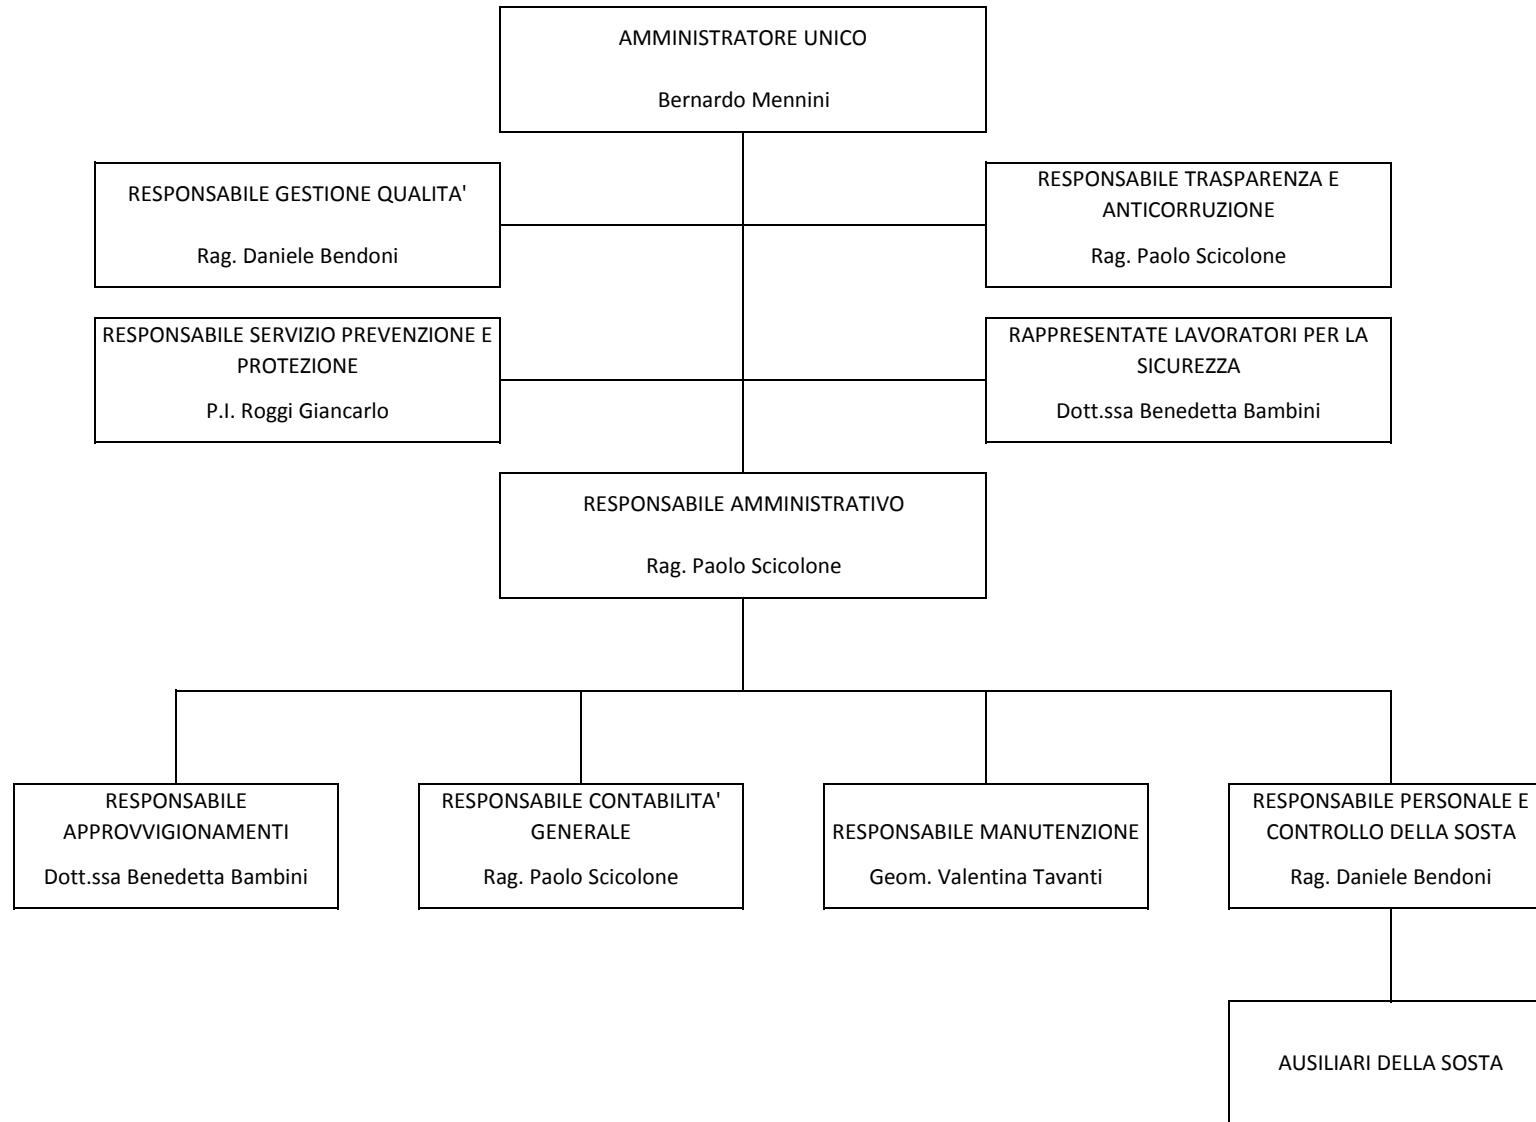 AMMINISTRATORE UNICO
Bernardo Mennini
RESPONSABILE GESTIONE QUALITA'
Rag. Daniele Bendoni
RESPONSABILE TRASPARENZA E
ANTICORRUZIONE
Rag. Paolo Scicolone
RESPONSABILE SERVIZIO PREVENZIONE E
PROTEZIONE
P.I. Roggi Giancarlo
RAPPRESENTATE LAVORATORI PER LA
SICUREZZA
Dott.ssa Benedetta Bambini
RESPONSABILE AMMINISTRATIVO
Rag. Paolo Scicolone
RESPONSABILE
APPROVVIGIONAMENTI
Dott.ssa Benedetta Bambini
RESPONSABILE CONTABILITA'
GENERALE
Rag. Paolo Scicolone
RESPONSABILE MANUTENZIONE
Geom. Valentina Tavanti
RESPONSABILE PERSONALE E
CONTROLLO DELLA SOSTA
Rag. Daniele Bendoni
AUSILIARI DELLA SOSTA